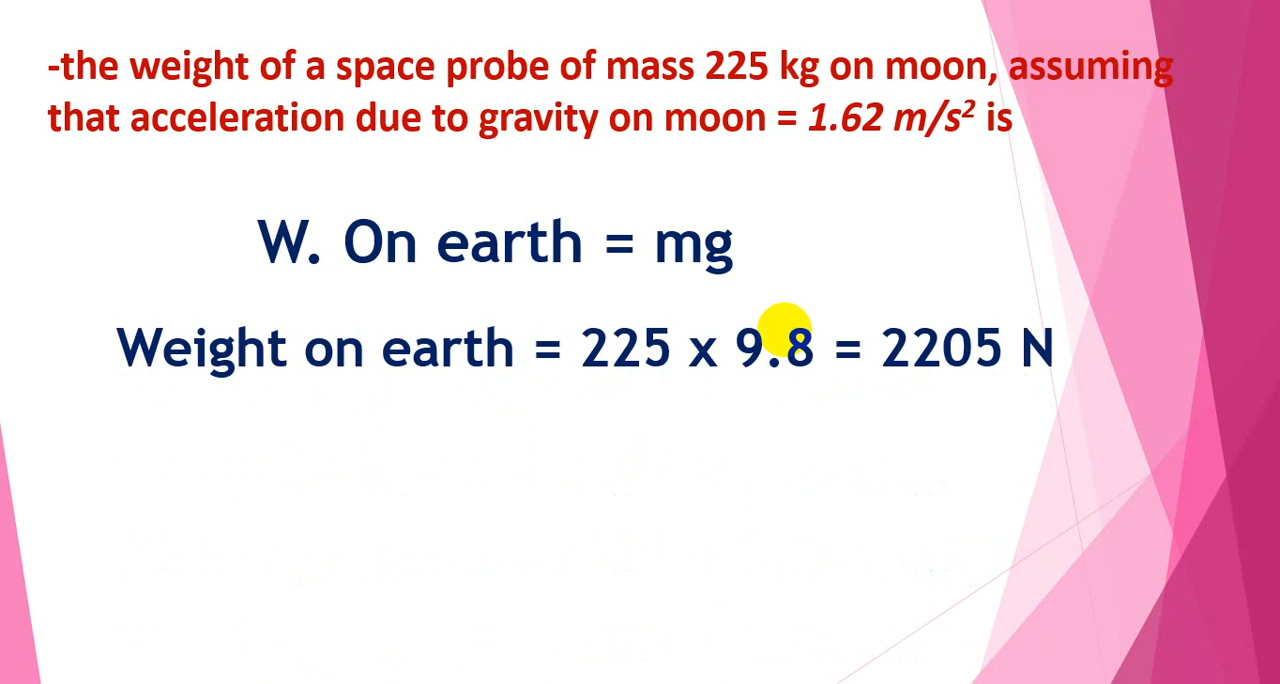 -the weight of a space probe of mass 225 kg on moon, assuming
that acceleration due to gravity on moon = 1.62 m/s² is
W. On earth = mg
Weight on earth = 225 x 9.8 = 2205 N